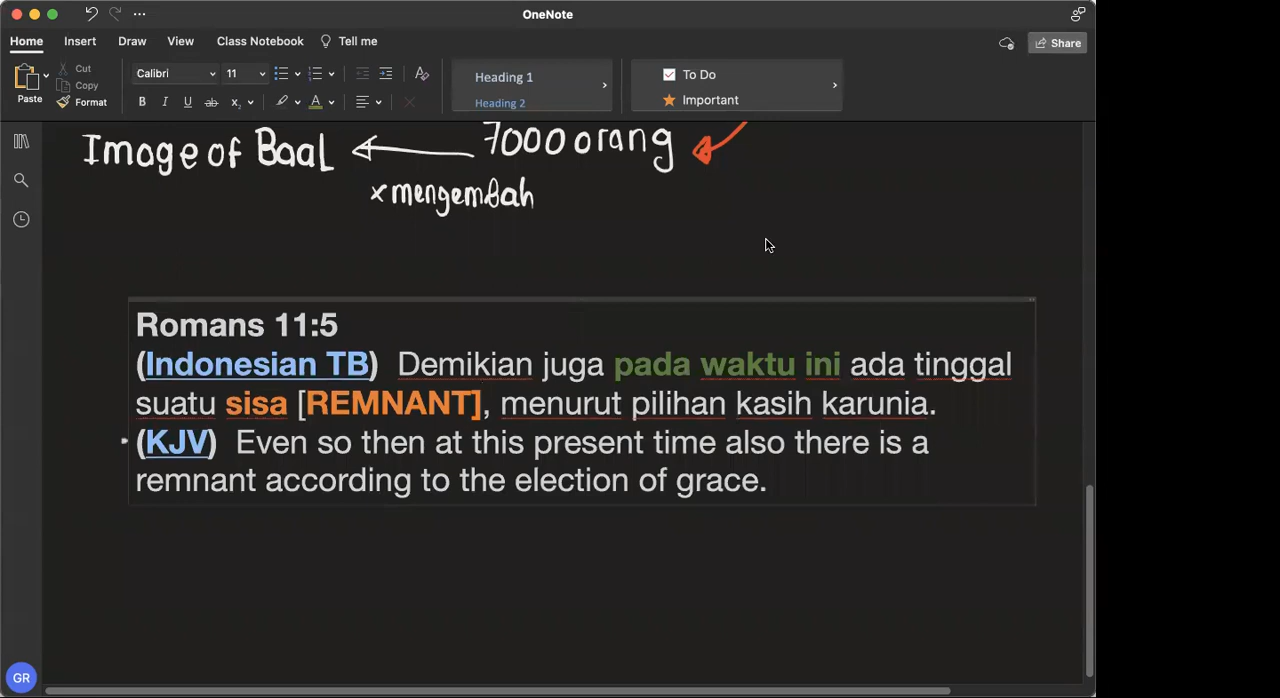 OneNote
Home Insert Draw View Class Notebook Tell me Share
Paste
Cut
Copy
Format
Calibri 11
B I U ab x₂ A
Heading 1
Heading 2
To Do
Important
Image of Baal 7000 orang
x mengembah
Romans 11:5
(Indonesian TB) Demikian juga pada waktu ini ada tinggal
suatu sisa [REMNANT], menurut pilihan kasih karunia.
(KJV) Even so then at this present time also there is a
remnant according to the election of grace.
GR